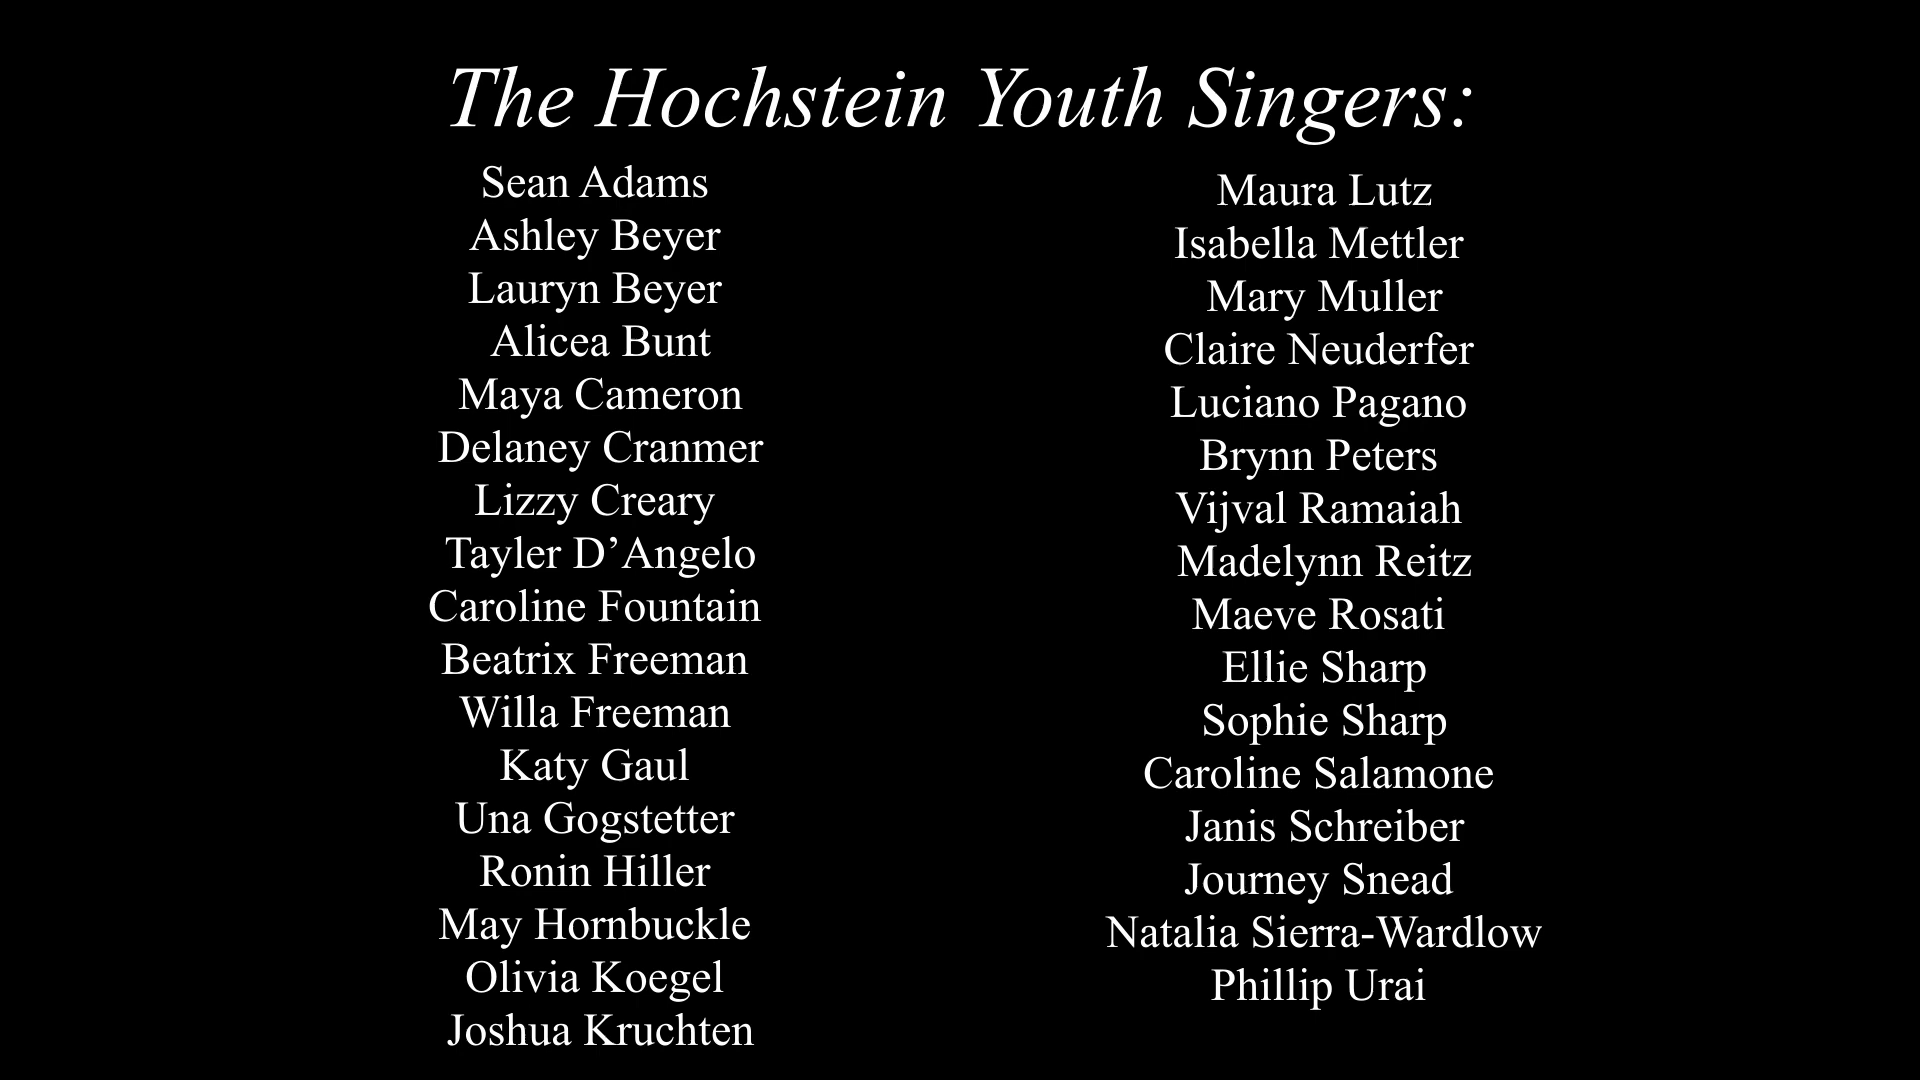 The Hochstein Youth Singers:
Sean Adams
Ashley Beyer
Lauryn Beyer
Alicea Bunt
Maya Cameron
Delaney Cranmer
Lizzy Creary
Tayler D’Angelo
Caroline Fountain
Beatrix Freeman
Willa Freeman
Katy Gaul
Una Gogstetter
Ronin Hiller
May Hornbuckle
Olivia Koegel
Joshua Kruchten
Maura Lutz
Isabella Mettler
Mary Muller
Claire Neuderfer
Luciano Pagano
Brynn Peters
Vijval Ramaiah
Madelynn Reitz
Maeve Rosati
Ellie Sharp
Sophie Sharp
Caroline Salamone
Janis Schreiber
Journey Snead
Natalia Sierra-Wardlow
Phillip Urai